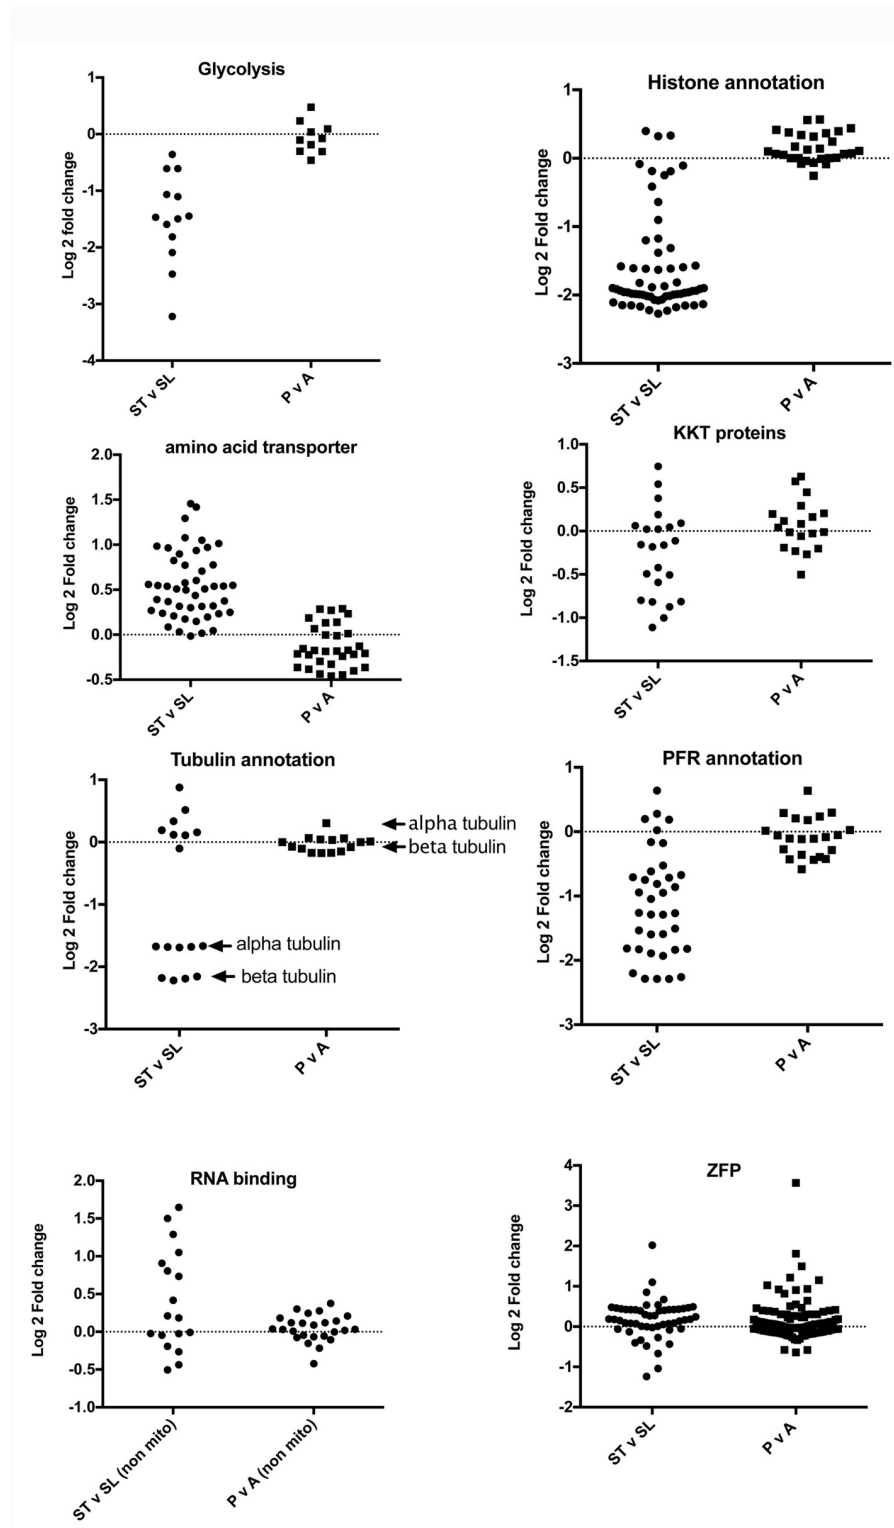 Glycolysis
Log 2 fold change
1
0
-1
-2
-3
-4
ST v SL
P v A
Histone annotation
Log 2 Fold change
1
0
-1
-2
-3
ST v SL
P v A
amino acid transporter
Log 2 Fold change
2.0
1.5
1.0
0.5
0.0
-0.5
ST v SL
P v A
KKT proteins
Log 2 Fold change
1.0
0.5
0.0
-0.5
-1.0
-1.5
ST v SL
P v A
Tubulin annotation
Log 2 Fold change
1
0
-1
-2
-3
alpha tubulin
beta tubulin
alpha tubulin
beta tubulin
ST v SL
P v A
PFR annotation
Log 2 Fold change
1
0
-1
-2
-3
ST v SL
P v A
RNA binding
Log 2 Fold change
2.0
1.5
1.0
0.5
0.0
-0.5
-1.0
ST v SL (non mito)
P v A (non mito)
ZFP
Log 2 Fold change
4
3
2
1
0
-1
-2
ST v SL
P v A